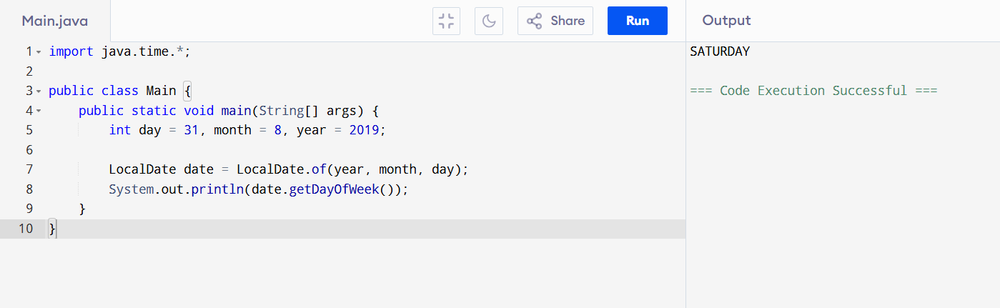 Main.java
Share
Run
Output
1 import java.time.*;
2
3 public class Main {
4     public static void main(String[] args) {
5         int day = 31, month = 8, year = 2019;
6
7         LocalDate date = LocalDate.of(year, month, day);
8         System.out.println(date.getDayOfWeek());
9     }
10 }
SATURDAY
=== Code Execution Successful ===